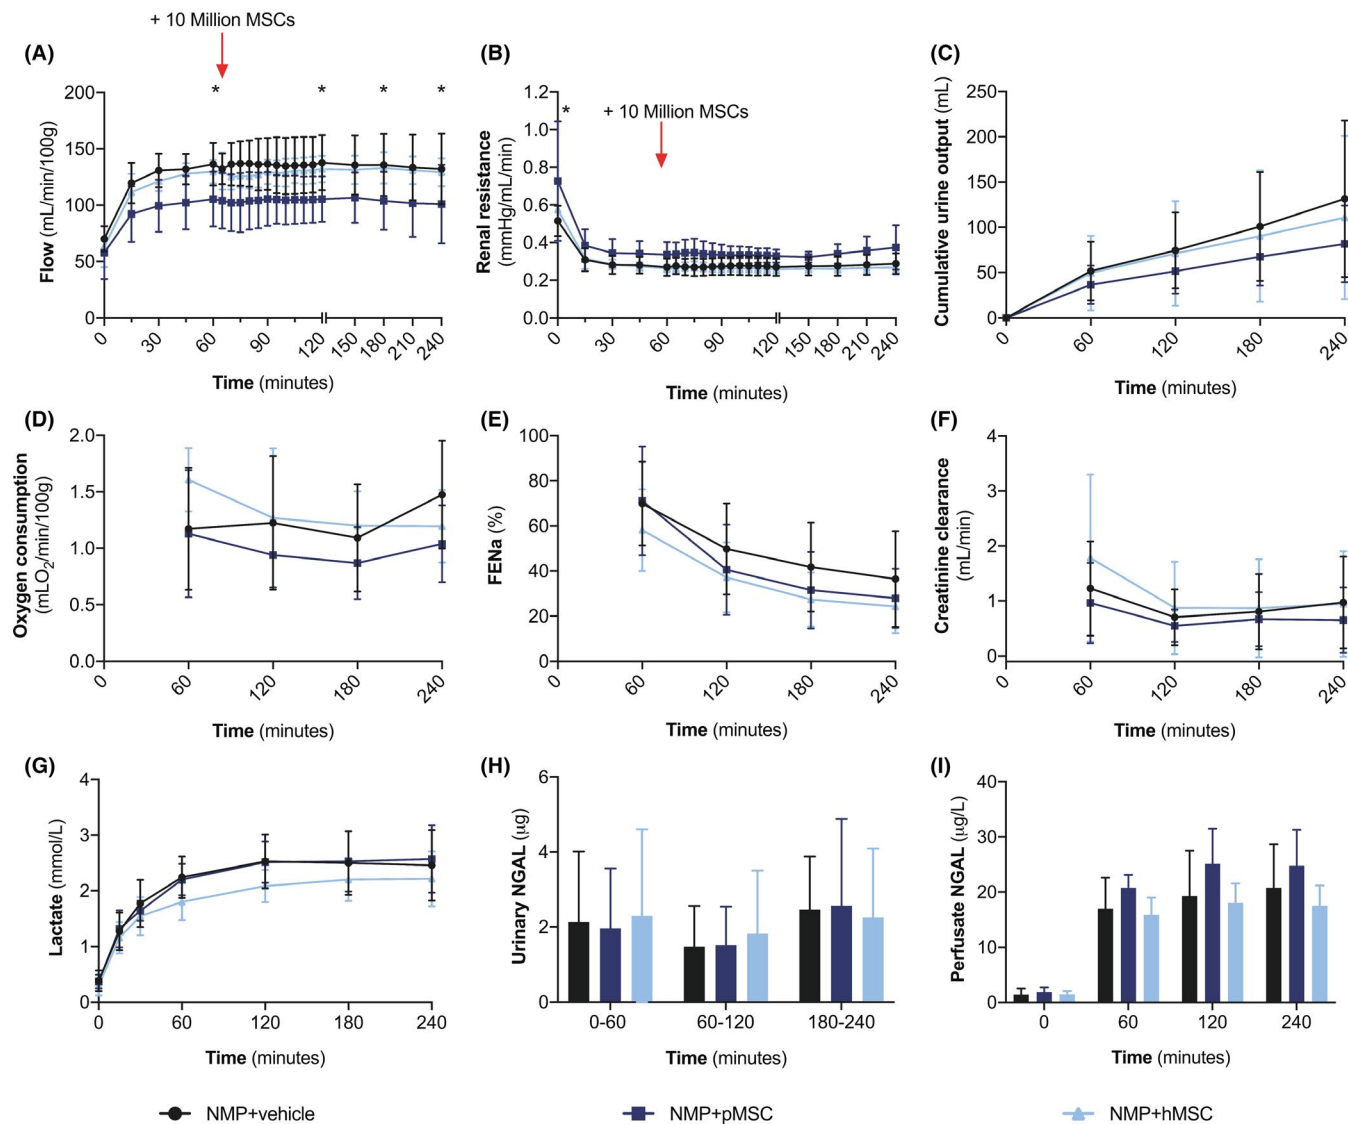 (A)
+ 10 Million MSCs
* * * *
200
150
100
50
0
Flow (mL/min/100g)
0 30 60 90 120 150 180 210 240
Time (minutes)
(B)
+ 10 Million MSCs
*
1.2
1.0
0.8
0.6
0.4
0.2
0.0
Renal resistance
(mmHg/mL/min)
0 30 60 90 120 150 180 210 240
Time (minutes)
(C)
250
200
150
100
50
0
Cumulative urine output (mL)
0 60 120 180 240
Time (minutes)
(D)
2.0
1.5
1.0
0.5
0.0
Oxygen consumption
(mLO2/min/100g)
0 60 120 180 240
Time (minutes)
(E)
100
80
60
40
20
0
FENa (%)
0 60 120 180 240
Time (minutes)
(F)
4
3
2
1
0
Creatinine clearance
(mL/min)
0 60 120 180 240
Time (minutes)
(G)
4
3
2
1
0
Lactate (mmol/L)
0 60 120 180 240
Time (minutes)
(H)
6
4
2
0
Urinary NGAL (μg)
0-60 60-120 180-240
Time (minutes)
(I)
40
30
20
10
0
Perfusate NGAL (μg/L)
0 60 120 240
Time (minutes)
NMP+vehicle NMP+pMSC NMP+hMSC